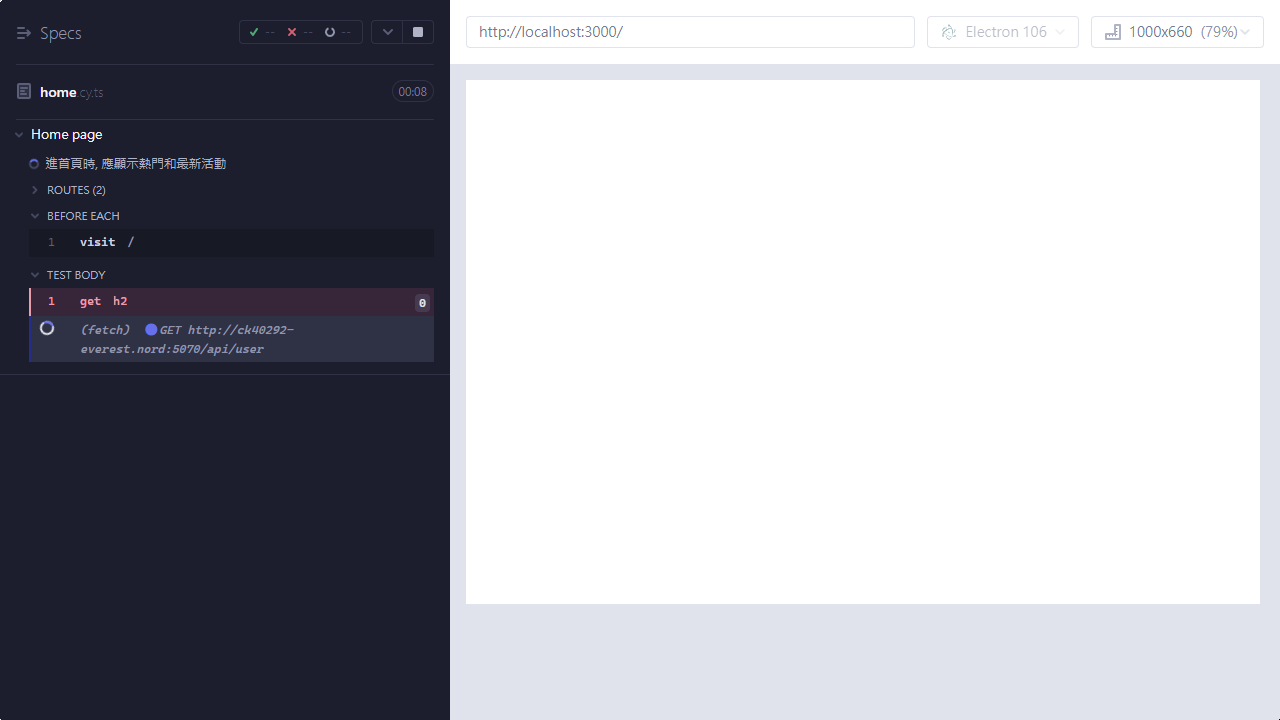 Specs
-- -- --
http://localhost:3000/
Electron 106
1000x660 (79%)
home.cy.ts
00:08
Home page
進首頁時, 應顯示熱門和最新活動
ROUTES (2)
BEFORE EACH
1 visit /
TEST BODY
1 get h2 0
(fetch) GET http://ck40292-
everest.nord:5070/api/user